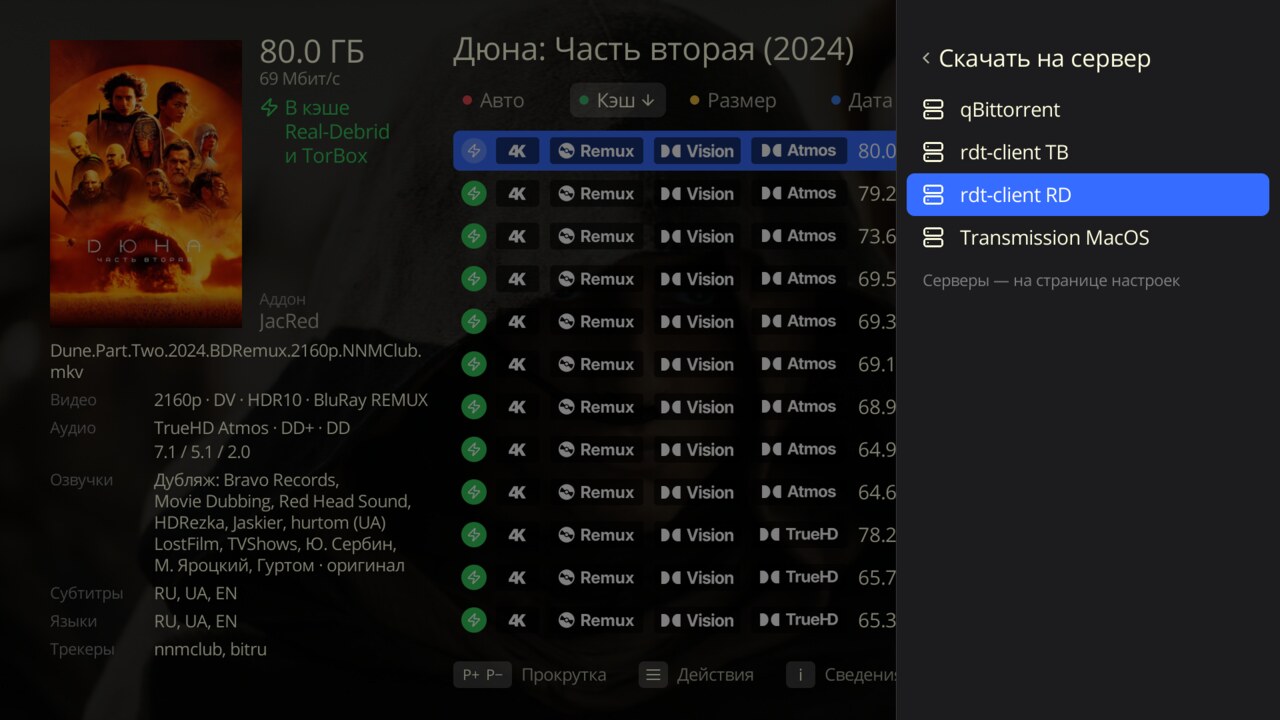 80.0 ГБ
69 Мбит/с
В кэше
Real-Debrid
и TorBox
ДЮНА
ЧАСТЬ ВТОРАЯ
Аддон
JacRed
Dune.Part.Two.2024.BDRemux.2160p.NNMClub.
mkv
Видео 2160p · DV · HDR10 · BluRay REMUX
Аудио TrueHD Atmos · DD+ · DD
7.1 / 5.1 / 2.0
Озвучки Дубляж: Bravo Records,
Movie Dubbing, Red Head Sound,
HDRezka, Jaskier, hurtom (UA)
LostFilm, TVShows, Ю. Сербин,
М. Яроцкий, Гуртом · оригинал
Субтитры RU, UA, EN
Языки RU, UA, EN
Трекеры nnmclub, bitru
Дюна: Часть вторая (2024)
Авто Кэш ↓ Размер Дата
4K Remux Vision Atmos 80.0
4K Remux Vision Atmos 79.2
4K Remux Vision Atmos 73.6
4K Remux Vision Atmos 69.5
4K Remux Vision Atmos 69.3
4K Remux Vision Atmos 69.1
4K Remux Vision Atmos 68.9
4K Remux Vision Atmos 64.9
4K Remux Vision Atmos 64.6
4K Remux Vision TrueHD 78.2
4K Remux Vision TrueHD 65.7
4K Remux Vision TrueHD 65.3
P+ P− Прокрутка Действия i Сведения
Скачать на сервер
qBittorrent
rdt-client TB
rdt-client RD
Transmission MacOS
Серверы — на странице настроек